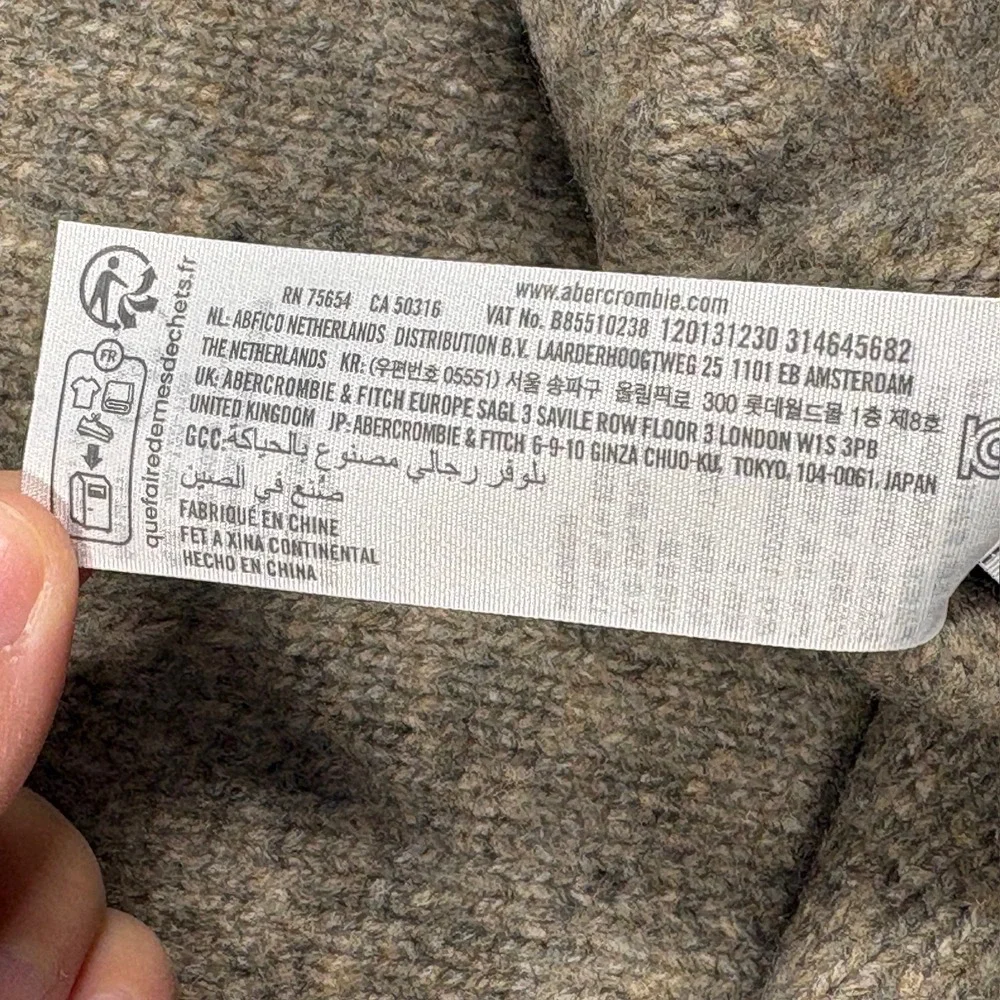 www.abercrombie.com
RN 75654 CA 50316 VAT No. B85510238 120131230 314645682
NL: ABFICO NETHERLANDS DISTRIBUTION B.V. LAARDERHOOGTWEG 25 1101 EB AMSTERDAM
THE NETHERLANDS KR: (우편번호 05551) 서울 송파구 올림픽로 300 롯데월드몰 1층 제8호
UK: ABERCROMBIE & FITCH EUROPE SAGL 3 SAVILE ROW FLOOR 3 LONDON W1S 3PB
UNITED KINGDOM JP: ABERCROMBIE & FITCH 6-9-10 GINZA CHUO-KU, TOKYO, 104-0061, JAPAN
GCC: بلوفر رجالي مصنوع بالحياكة
صُنع في الصين
FABRIQUÉ EN CHINE
FET A XINA CONTINENTAL
HECHO EN CHINA
quefairedemesdechets.fr
FR